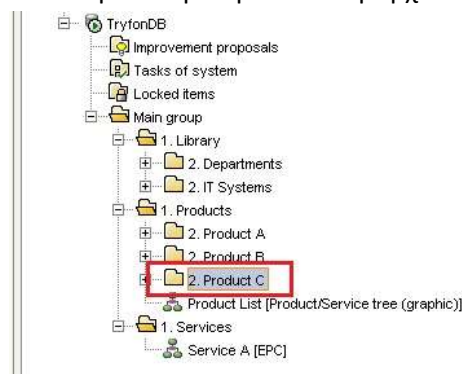 TryfonDB
Improvement proposals
Tasks of system
Locked items
Main group
1. Library
2. Departments
2. IT Systems
1. Products
2. Product A
2. Product B
2. Product C
Product List [Product/Service tree (graphic)]
1. Services
Service A [EPC]